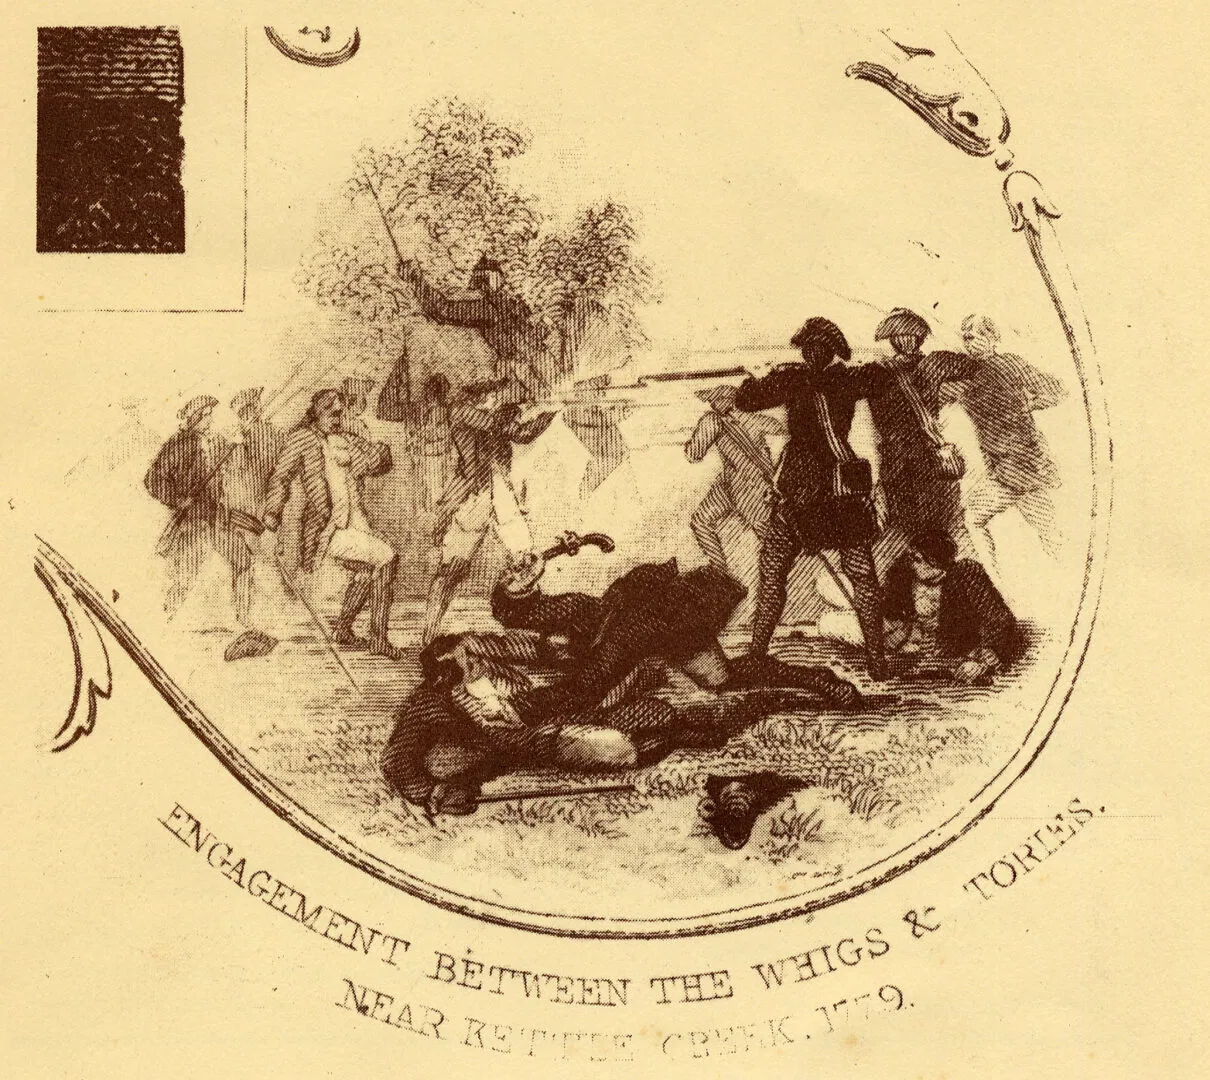 ENGAGEMENT BETWEEN THE WHIGS & TORIES.
NEAR KETTLE CREEK. 1779.